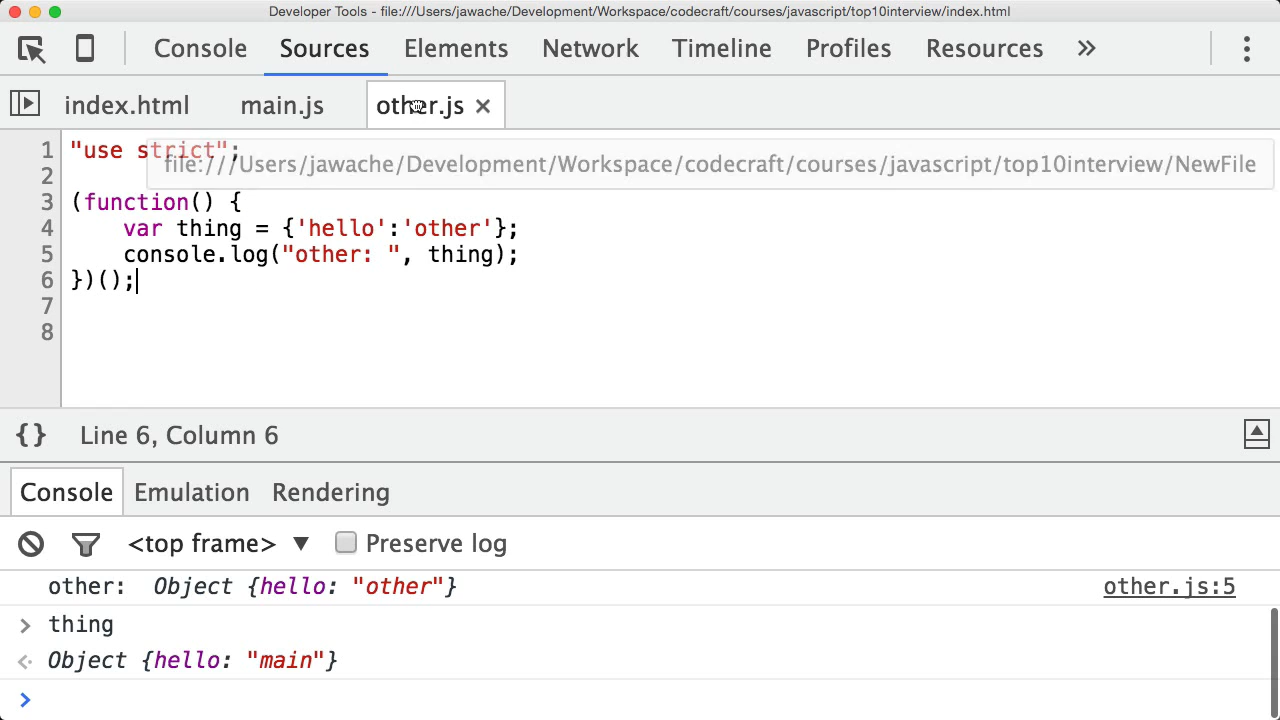 Developer Tools - file:///Users/jawache/Development/Workspace/codecraft/courses/javascript/top10interview/index.html
Console Sources Elements Network Timeline Profiles Resources »
index.html main.js other.js ×
1 "use strict";
file:///Users/jawache/Development/Workspace/codecraft/courses/javascript/top10interview/NewFile
2
3 (function() {
4 var thing = {'hello':'other'};
5 console.log("other: ", thing);
6 })();
7
8
{} Line 6, Column 6
Console Emulation Rendering
<top frame> ▼ Preserve log
other: Object {hello: "other"} other.js:5
> thing
Object {hello: "main"}
>